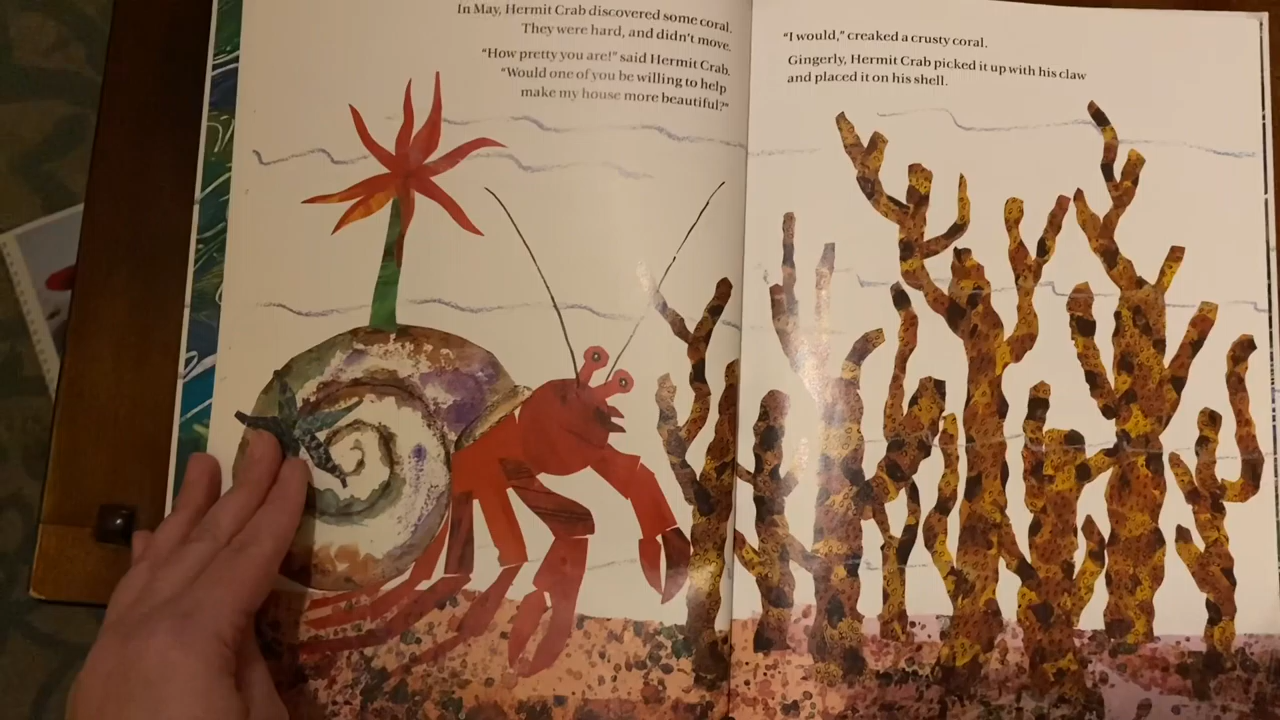 In May, Hermit Crab discovered some coral.
They were hard, and didn't move.
"How pretty you are!" said Hermit Crab.
"Would one of you be willing to help
make my house more beautiful?"
"I would," creaked a crusty coral.
Gingerly, Hermit Crab picked it up with his claw
and placed it on his shell.